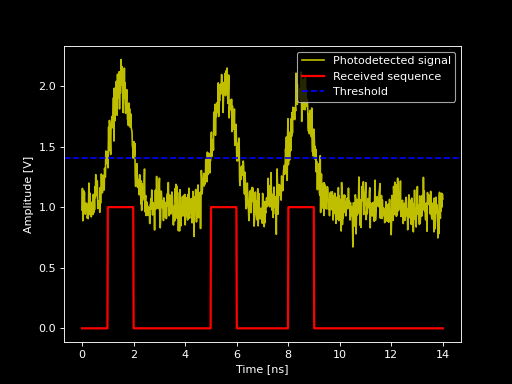 Photodetected signal
Received sequence
Threshold
2.0
1.5
1.0
0.5
0.0
Amplitude [V]
0 2 4 6 8 10 12 14
Time [ns]